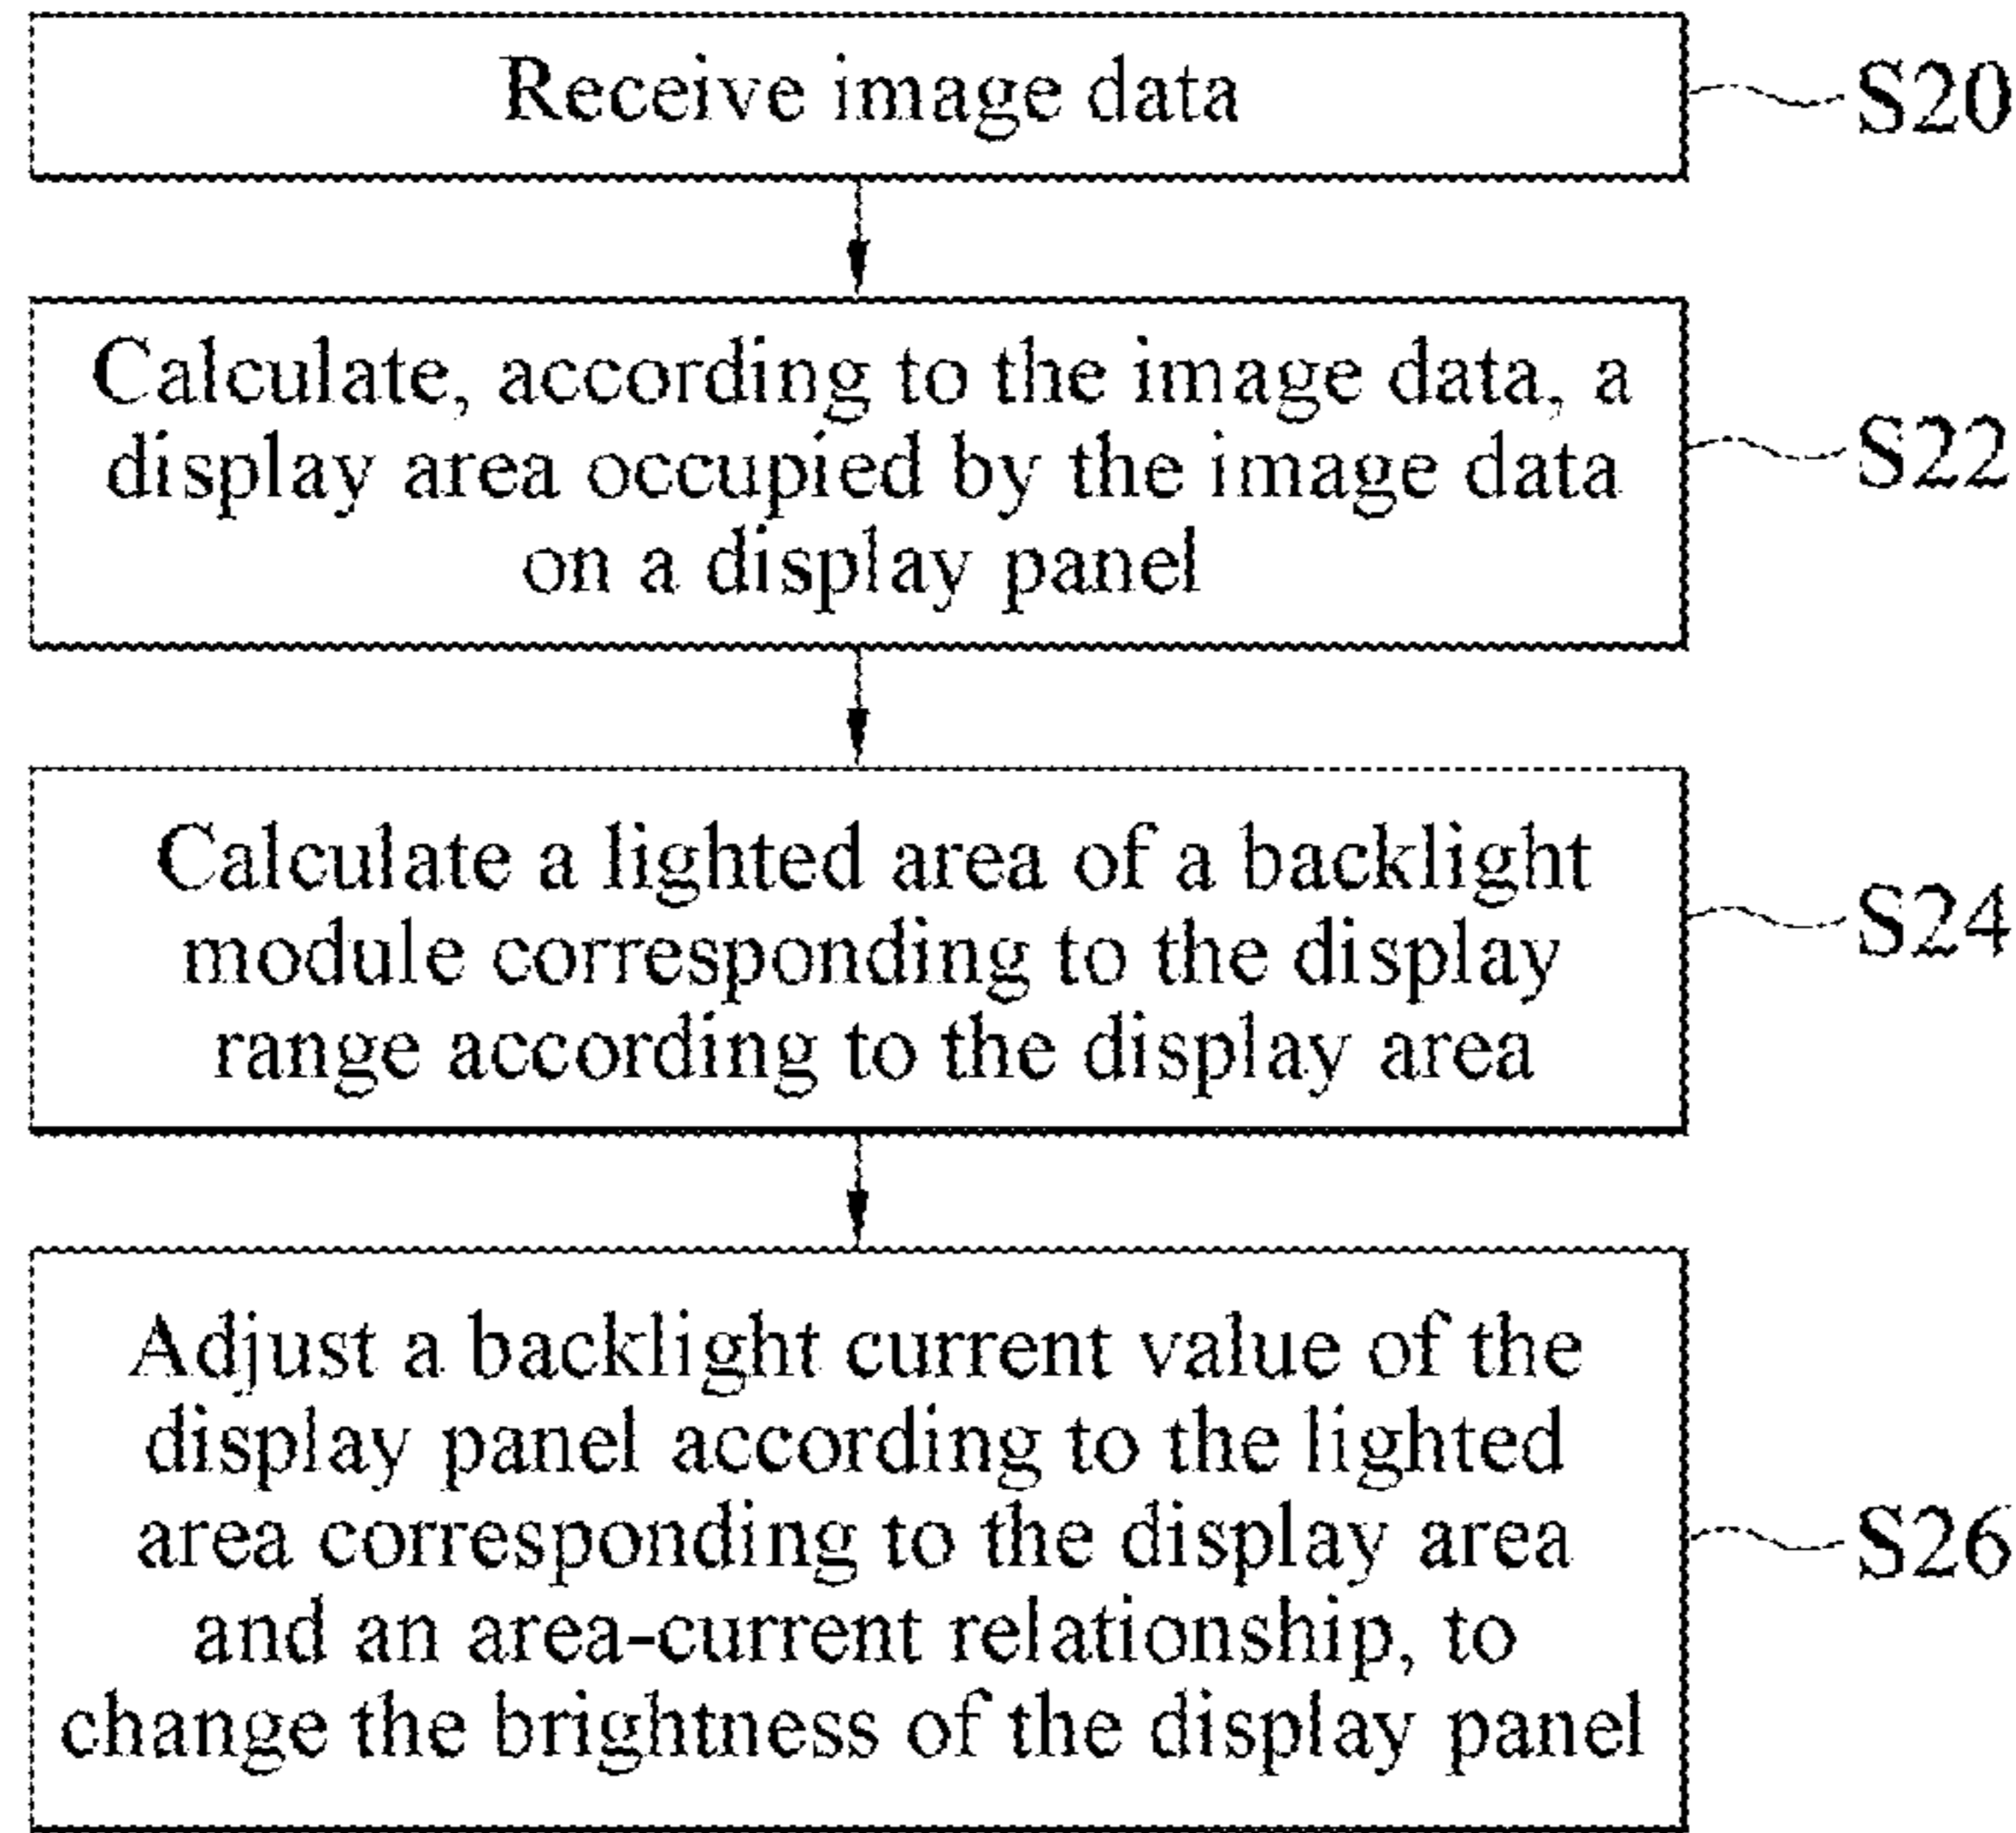 Receive image data
S20
Calculate, according to the image data, a
display area occupied by the image data
on a display panel
S22
Calculate a lighted area of a backlight
module corresponding to the display
range according to the display area
S24
Adjust a backlight current value of the
display panel according to the lighted
area corresponding to the display area
and an area-current relationship, to
change the brightness of the display panel
S26